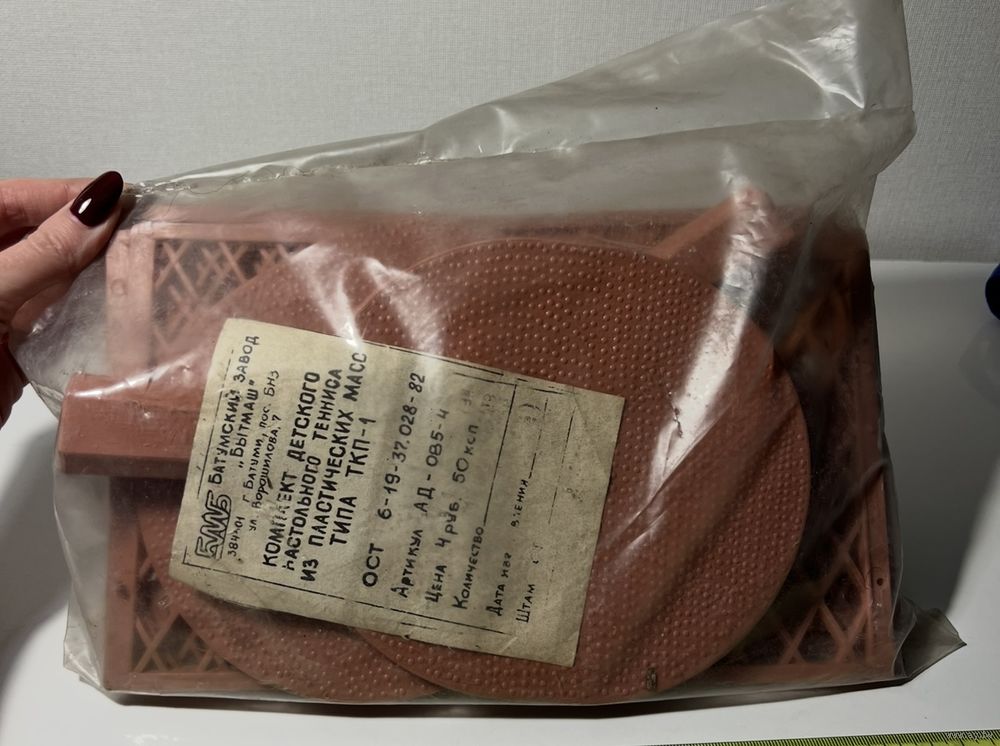 БМБ БАТУМСКИЙ ЗАВОД
„БЫТМАШ"
г. Батуми, пос. БНЗ
ул. Ворошилова, 7
КОМПЛЕКТ ДЕТСКОГО
НАСТОЛЬНОГО ТЕННИСА
ИЗ ПЛАСТИЧЕСКИХ МАСС
ТИПА ТКП-1
ОСТ 6-19-37.028-82
Артикул АД-085-4
Цена 4 руб. 50 коп
Количество
Дата
Штам